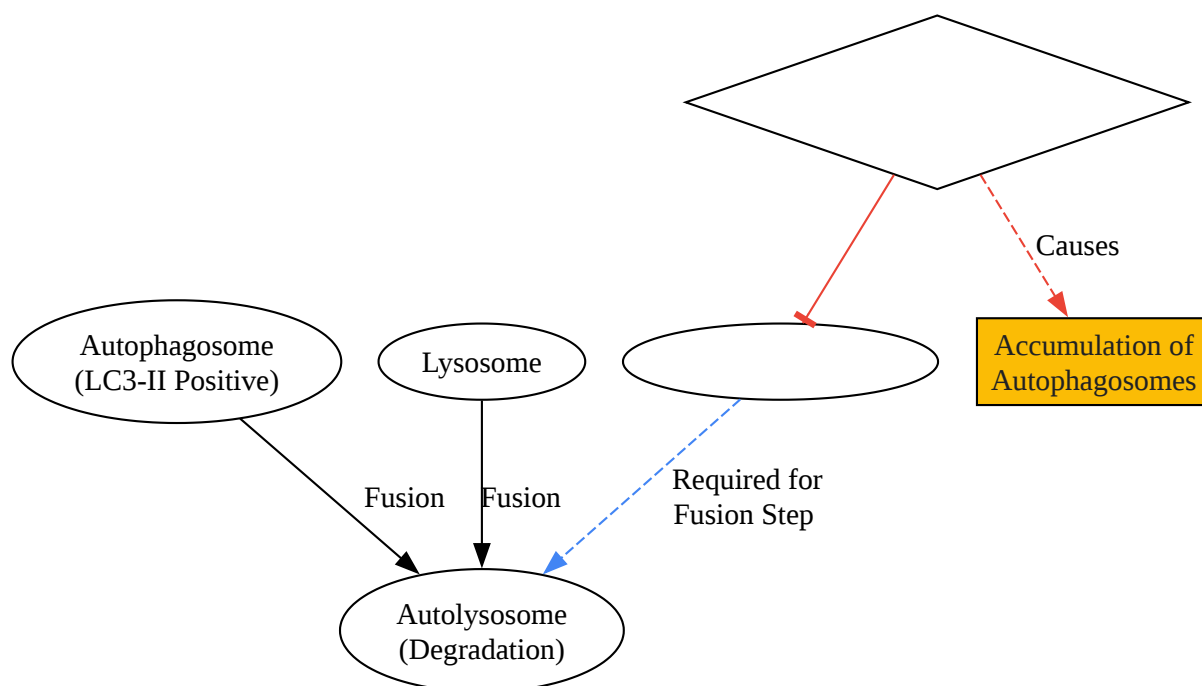 Causes
Autophagosome
(LC3-II Positive)
Lysosome
Accumulation of
Autophagosomes
Fusion
Fusion
Required for
Fusion Step
Autolysosome
(Degradation)